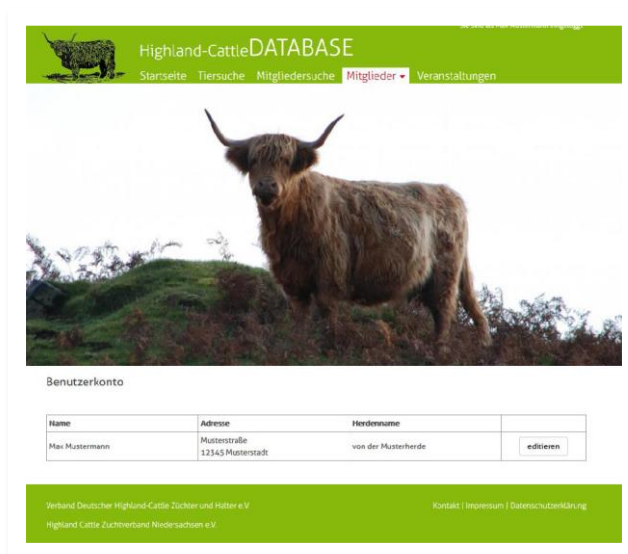 Highland-CattleDATABASE
Startseite Tiersuche Mitgliedersuche Mitglieder Veranstaltungen
Benutzerkonto
Name Adresse Herdenname
Max Mustermann Musterstraße von der Musterherde editieren
12345 Musterstadt
Verband Deutscher Highland-Cattle Züchter und Halter e.V Kontakt | Impressum | Datenschutzerklärung
Highland Cattle Zuchtverband Niedersachsen e.V.